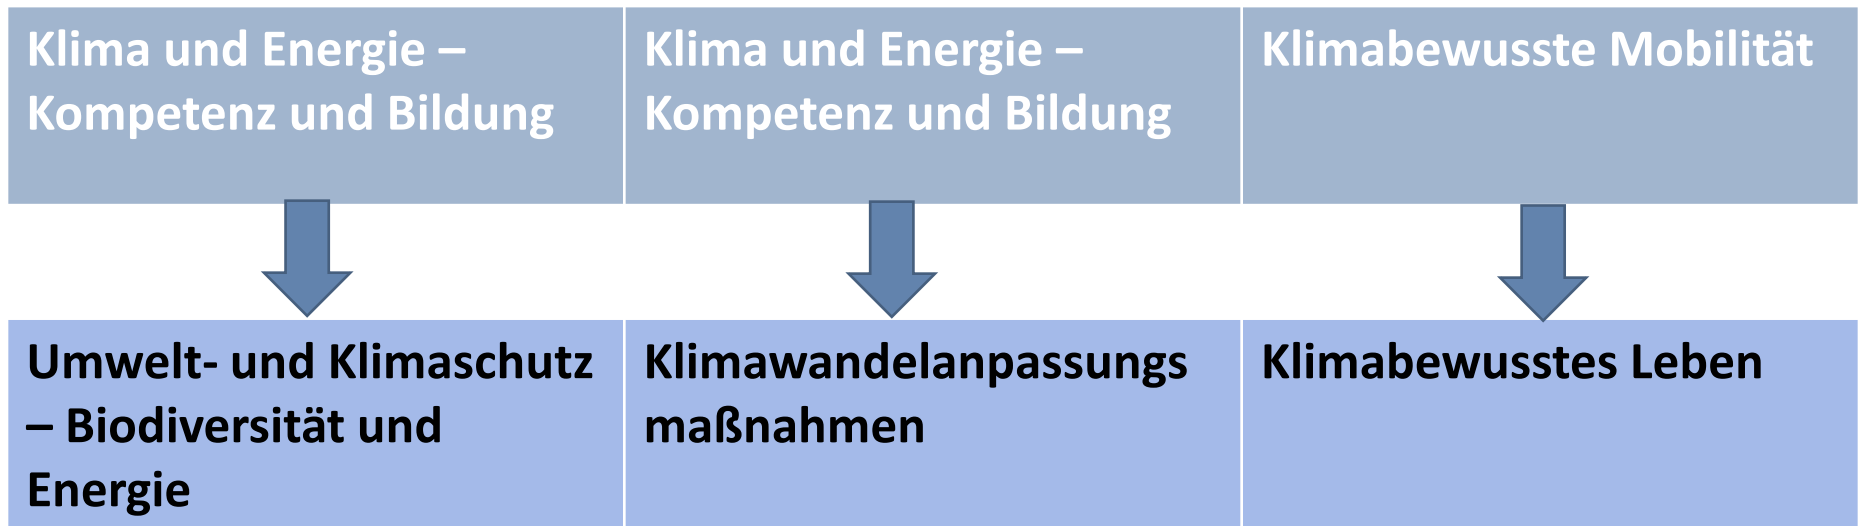 Klima und Energie –
Kompetenz und Bildung
Klima und Energie –
Kompetenz und Bildung
Klimabewusste Mobilität
Umwelt- und Klimaschutz
– Biodiversität und
Energie
Klimawandelanpassungs
maßnahmen
Klimabewusstes Leben